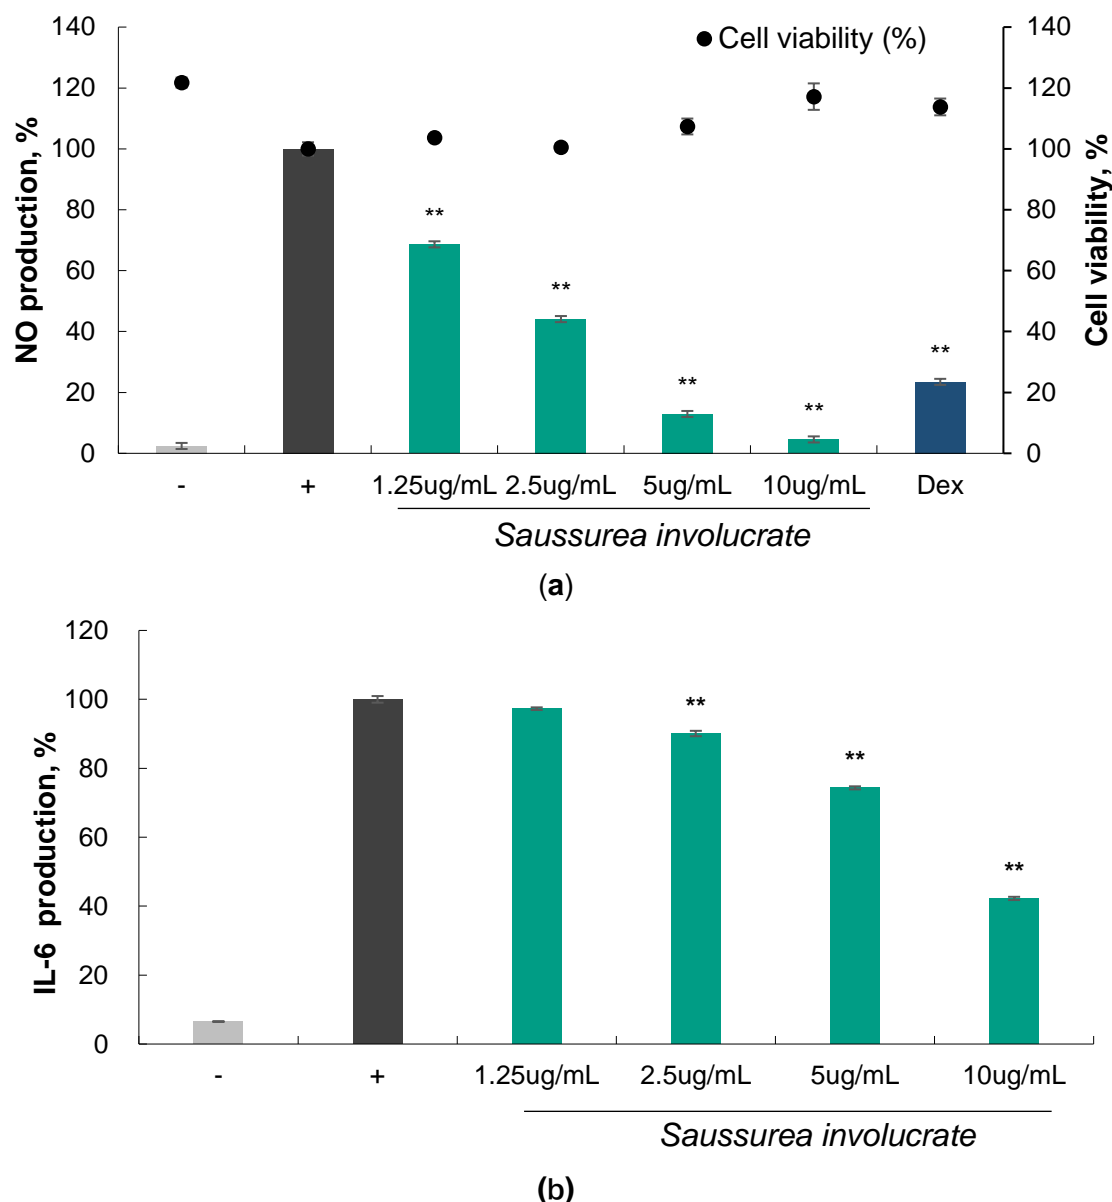 140
120
100
80
60
40
20
0
NO production, %
Cell viability (%)
140
120
100
80
60
40
20
0
Cell viability, %
**
**
**
**
**
-
+
1.25ug/mL
2.5ug/mL
5ug/mL
10ug/mL
Dex
Saussurea involucrate
(a)
120
100
80
60
40
20
0
IL-6 production, %
**
**
**
-
+
1.25ug/mL
2.5ug/mL
5ug/mL
10ug/mL
Saussurea involucrate
(b)